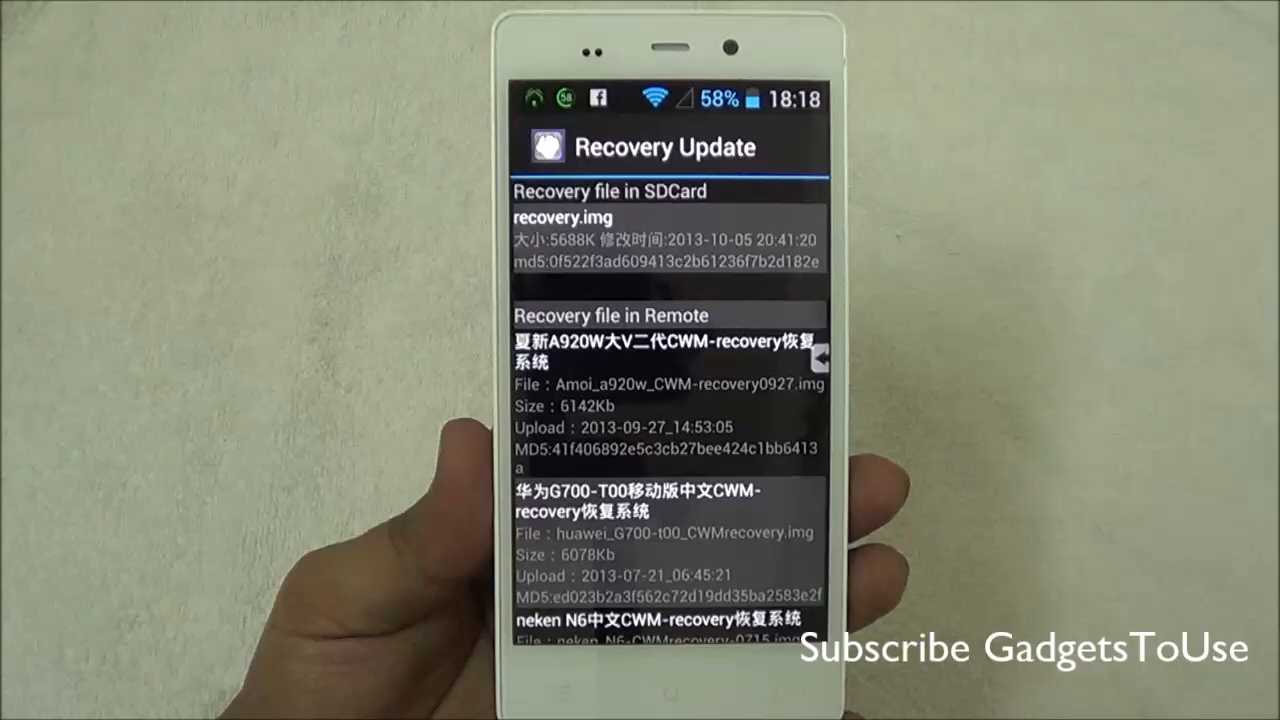 58
58% 18:18
Recovery Update
Recovery file in SDCard
recovery.img
大小:5688K 修改时间:2013-10-05 20:41:20
md5:0f522f3ad609413c2b61236f7b2d182e
Recovery file in Remote
夏新A920W大V二代CWM-recovery恢复
系统
File : Amoi_a920w_CWM-recovery0927.img
Size : 6142Kb
Upload : 2013-09-27_14:53:05
MD5:41f406892e5c3cb27bee424c1bb6413
a
华为G700-T00移动版中文CWM-
recovery恢复系统
File : huawei_G700-t00_CWMrecovery.img
Size : 6078Kb
Upload : 2013-07-21_06:45:21
MD5:ed023b2a3f562c72d19dd35ba2583e2f
neken N6中文CWM-recovery恢复系统
File : neken_N6-CWMrecovery-0715.img
Subscribe GadgetsToUse